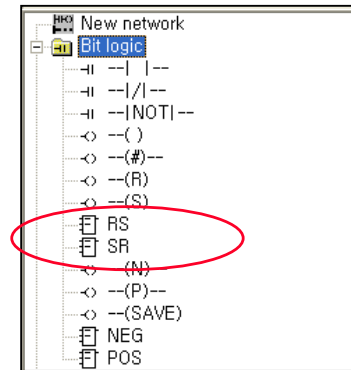 New network
Bit logic
--| |--
--|/|--
--|NOT|--
--( )
--(#)--
--(R)
--(S)
RS
SR
--(N)--
--(P)--
--(SAVE)
NEG
POS